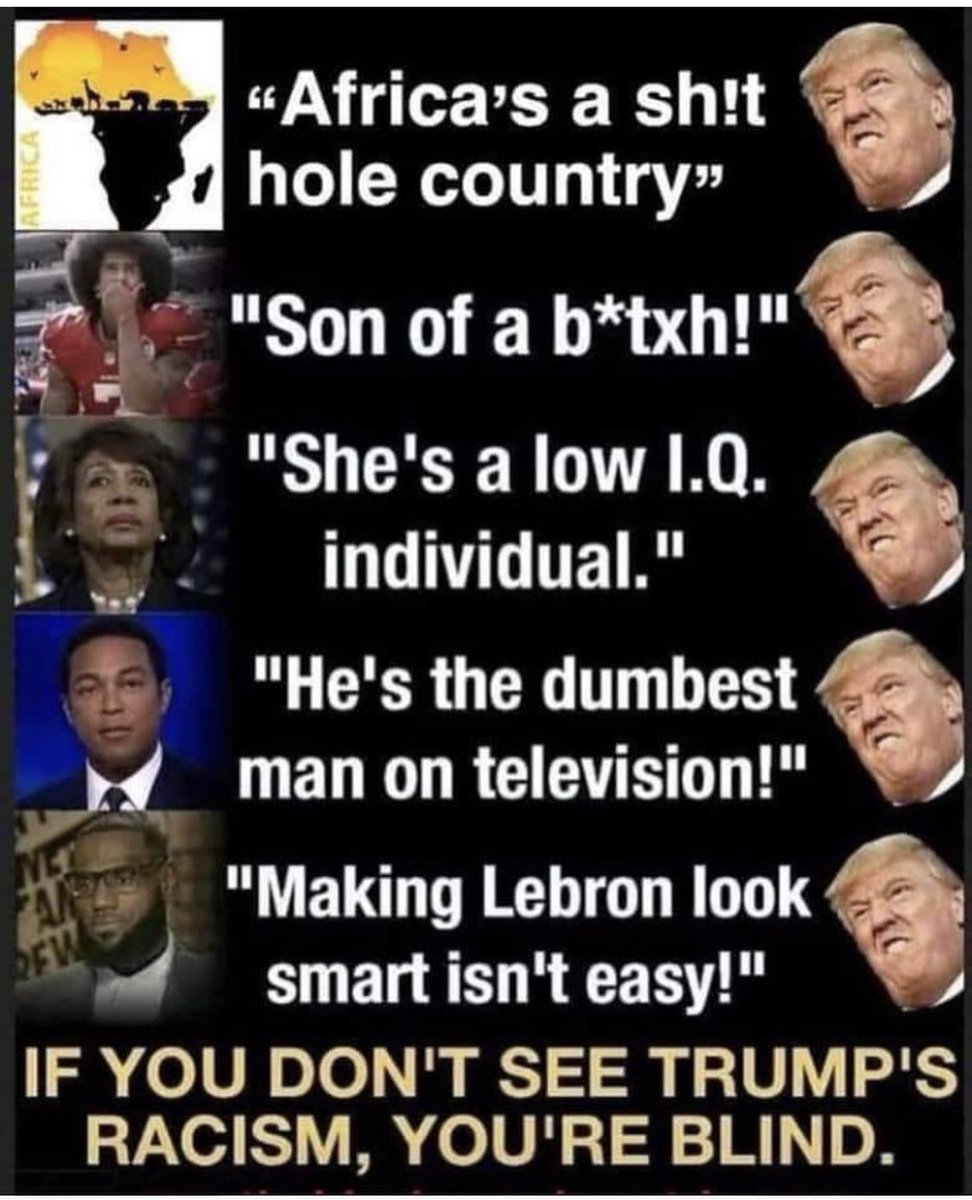 AFRICA
“Africa’s a sh!t
hole country”
"Son of a b*txh!"
"She's a low I.Q.
individual."
"He's the dumbest
man on television!"
"Making Lebron look
smart isn't easy!"
IF YOU DON'T SEE TRUMP'S
RACISM, YOU'RE BLIND.